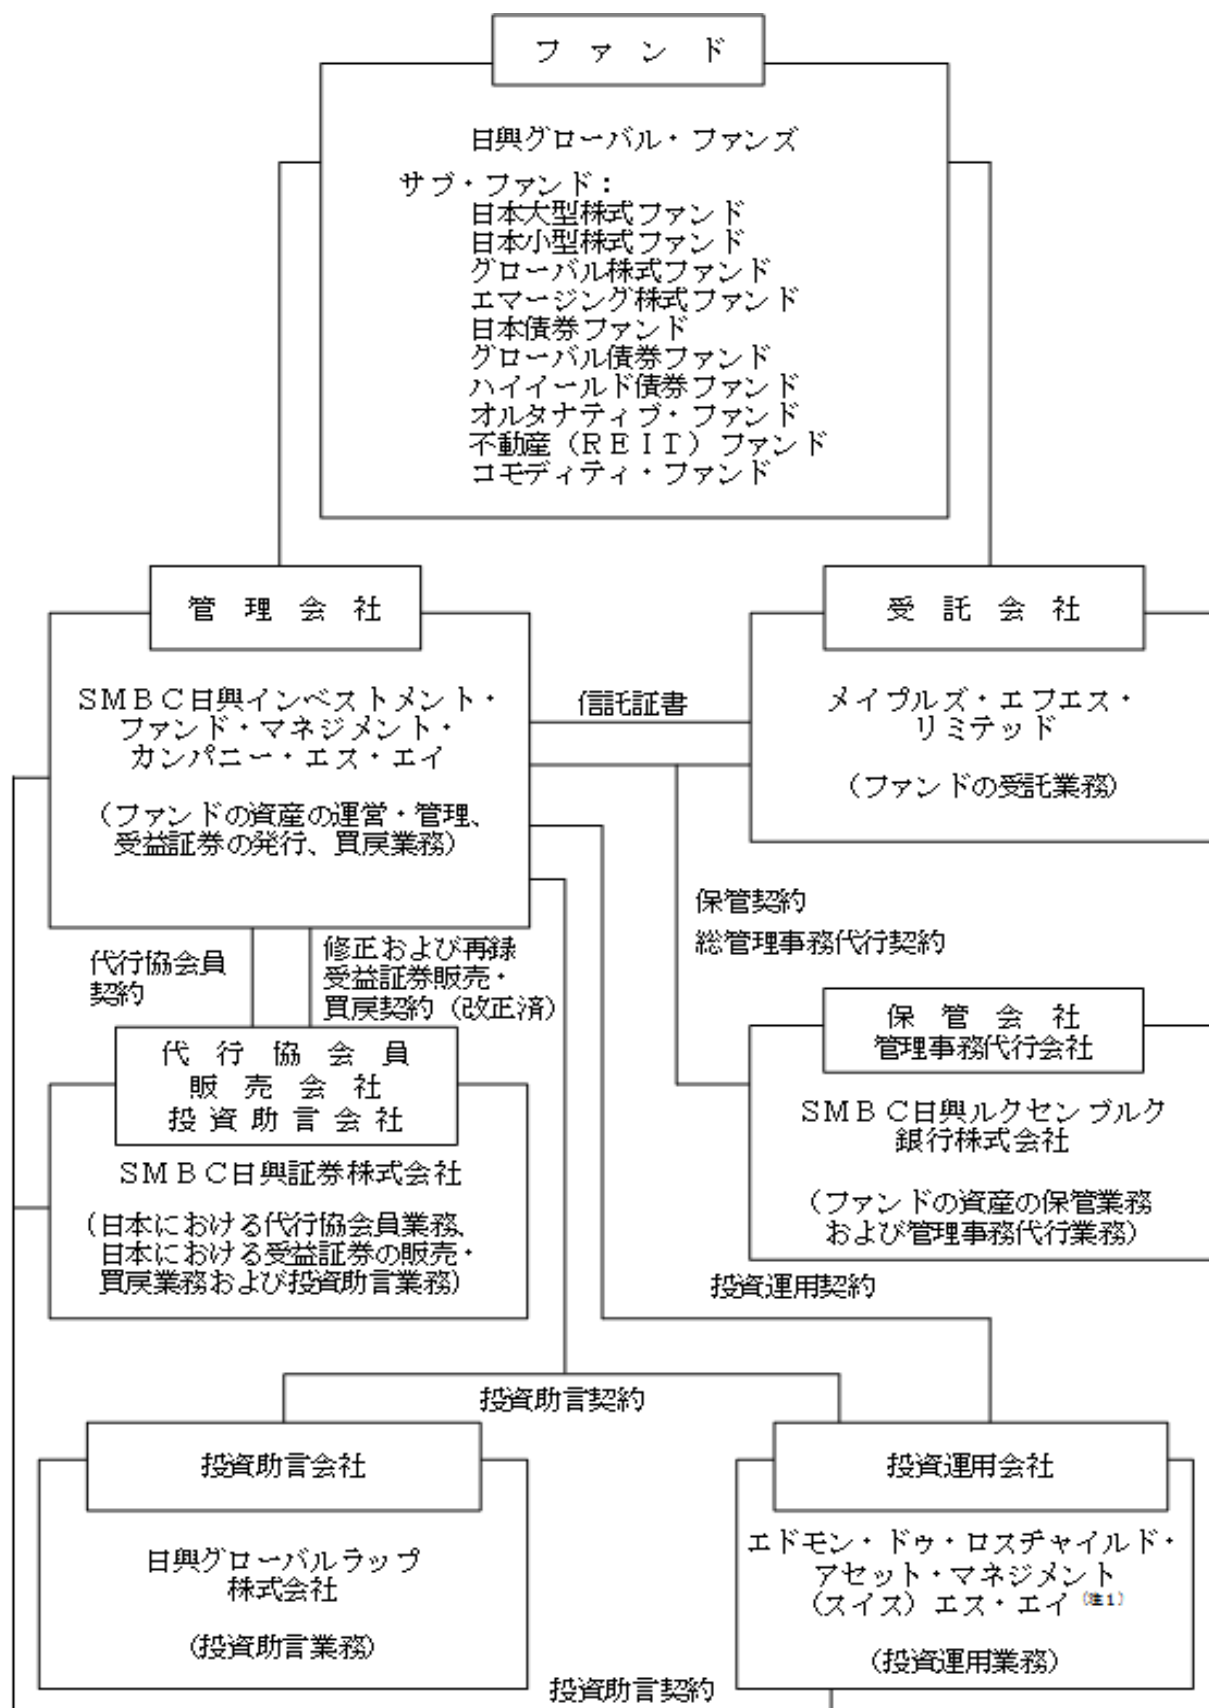 ファンド
日興グローバル・ファンズ
サブ・ファンド：
日本大型株式ファンド
日本小型株式ファンド
グローバル株式ファンド
エマージング株式ファンド
日本債券ファンド
グローバル債券ファンド
ハイイールド債券ファンド
オルタナティブ・ファンド
不動産（ＲＥＩＴ）ファンド
コモディティ・ファンド
管理会社
ＳＭＢＣ日興インベストメント・
ファンド・マネジメント・
カンパニー・エス・エイ
（ファンドの資産の運営・管理、
受益証券の発行、買戻業務）
信託証書
受託会社
メイプルズ・エフエス・
リミテッド
（ファンドの受託業務）
保管契約
総管理事務代行契約
代行協会員
契約
修正および再録
受益証券販売・
買戻契約（改正済）
代行協会員
販売会社
投資助言会社
ＳＭＢＣ日興証券株式会社
（日本における代行協会員業務、
日本における受益証券の販売・
買戻業務および投資助言業務）
保管会社
管理事務代行会社
ＳＭＢＣ日興ルクセンブルク
銀行株式会社
（ファンドの資産の保管業務
および管理事務代行業務）
投資運用契約
投資助言契約
投資助言会社
日興グローバルラップ
株式会社
（投資助言業務）
投資運用会社
エドモン・ドゥ・ロスチャイルド・
アセット・マネジメント
（スイス）エス・エイ（注１）
（投資運用業務）
投資助言契約